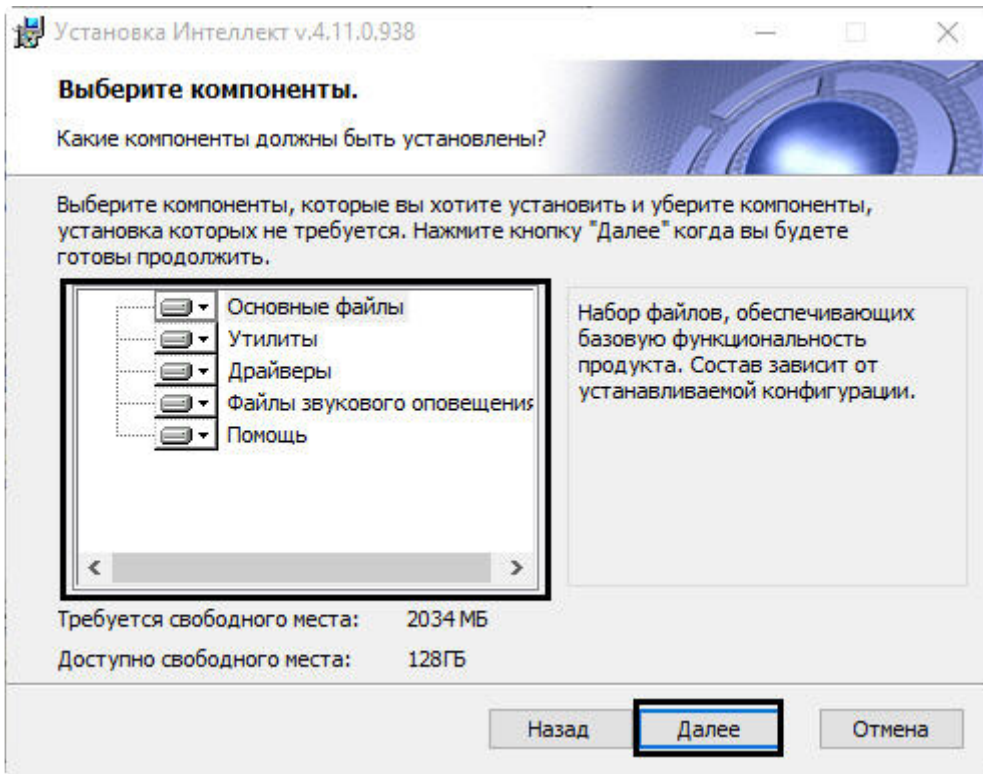 Установка Интеллект v.4.11.0.938
Выберите компоненты.
Какие компоненты должны быть установлены?
Выберите компоненты, которые вы хотите установить и уберите компоненты,
установка которых не требуется. Нажмите кнопку "Далее" когда вы будете
готовы продолжить.
Основные файлы
Утилиты
Драйверы
Файлы звукового оповещения
Помощь
Набор файлов, обеспечивающих
базовую функциональность
продукта. Состав зависит от
устанавливаемой конфигурации.
Требуется свободного места: 2034 МБ
Доступно свободного места: 128ГБ
Назад Далее Отмена